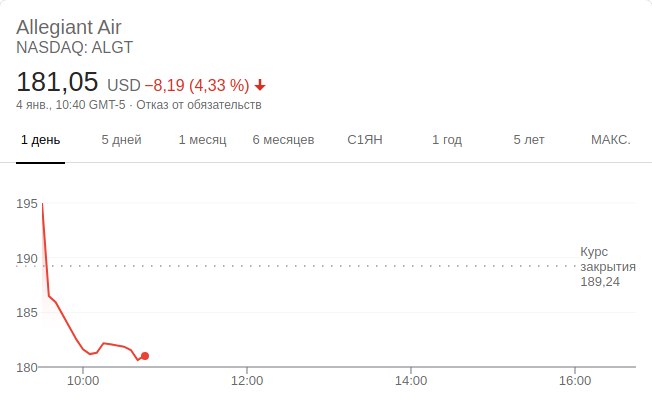 Allegiant Air
NASDAQ: ALGT
181,05 USD −8,19 (4,33 %)
4 янв., 10:40 GMT-5 · Отказ от обязательств
1 день 5 дней 1 месяц 6 месяцев С1ЯН 1 год 5 лет МАКС.
195
190
185
180
Курс
закрытия
189,24
10:00 12:00 14:00 16:00